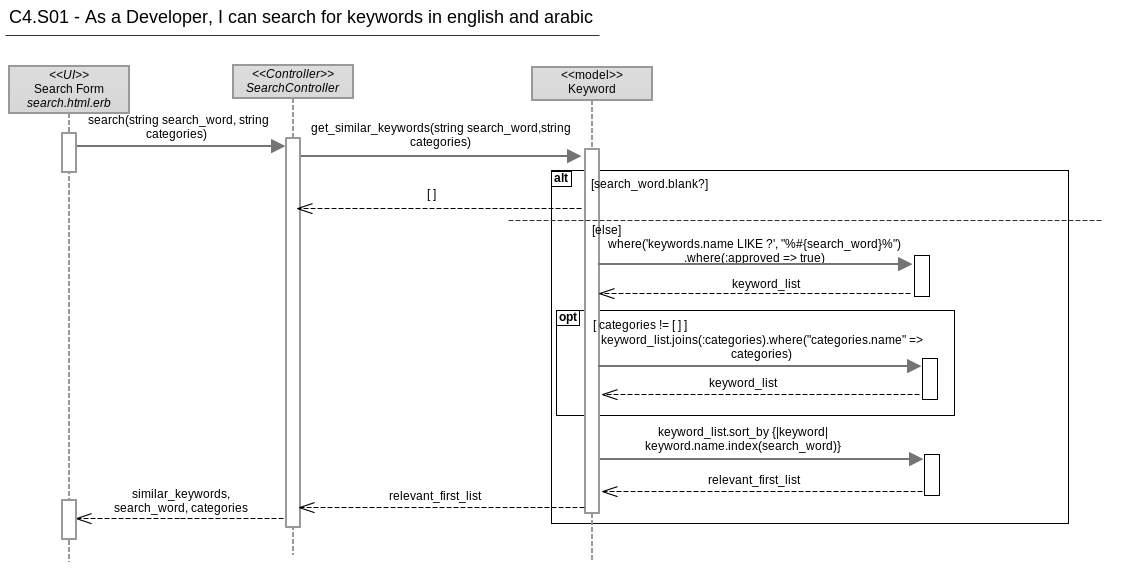 C4.S01 - As a Developer, I can search for keywords in english and arabic
<<UI>>
Search Form
search.html.erb
<<Controller>>
SearchController
<<model>>
Keyword
search(string search_word, string
categories)
get_similar_keywords(string search_word,string
categories)
alt
[search_word.blank?]
[ ]
[else]
where('keywords.name LIKE ?', "%#{search_word}%")
.where(:approved => true)
keyword_list
opt
[ categories != [ ] ]
keyword_list.joins(:categories).where("categories.name" =>
categories)
keyword_list
keyword_list.sort_by {|keyword|
keyword.name.index(search_word)}
relevant_first_list
relevant_first_list
similar_keywords,
search_word, categories